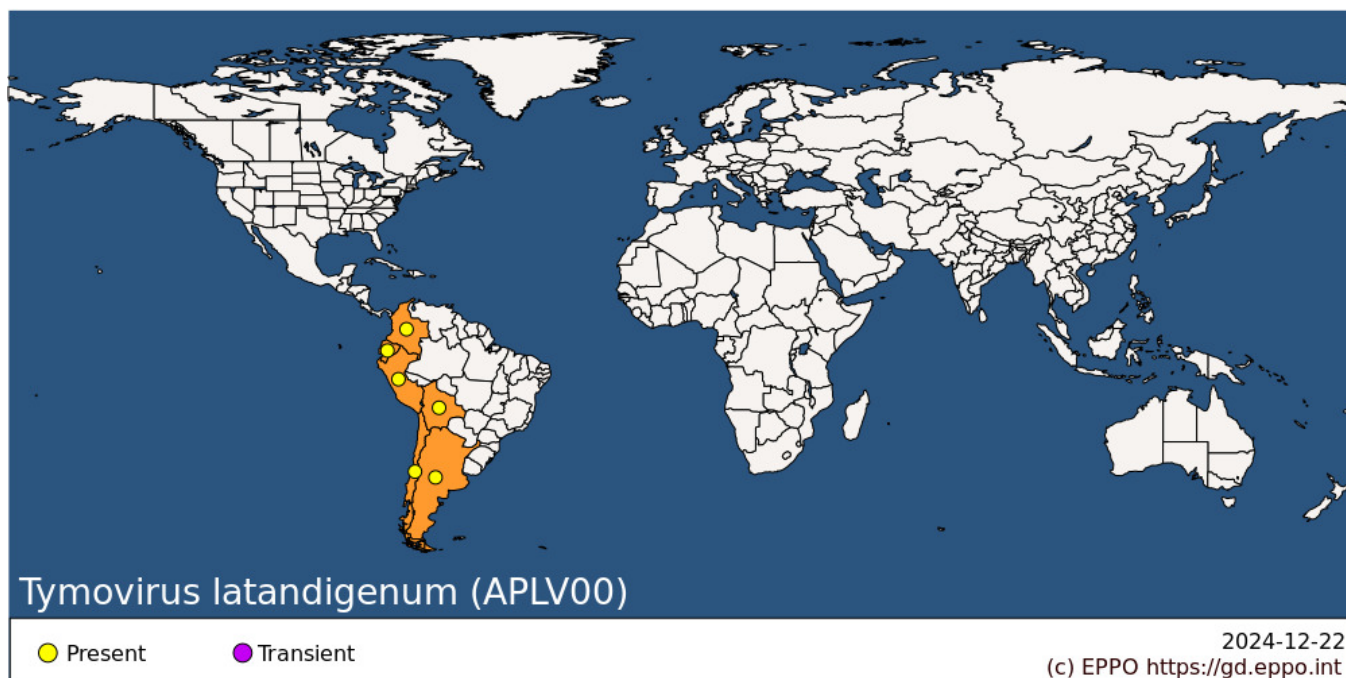 Tymovirus latandigenum (APLV00)
Present
Transient
2024-12-22
(c) EPPO https://gd.eppo.int